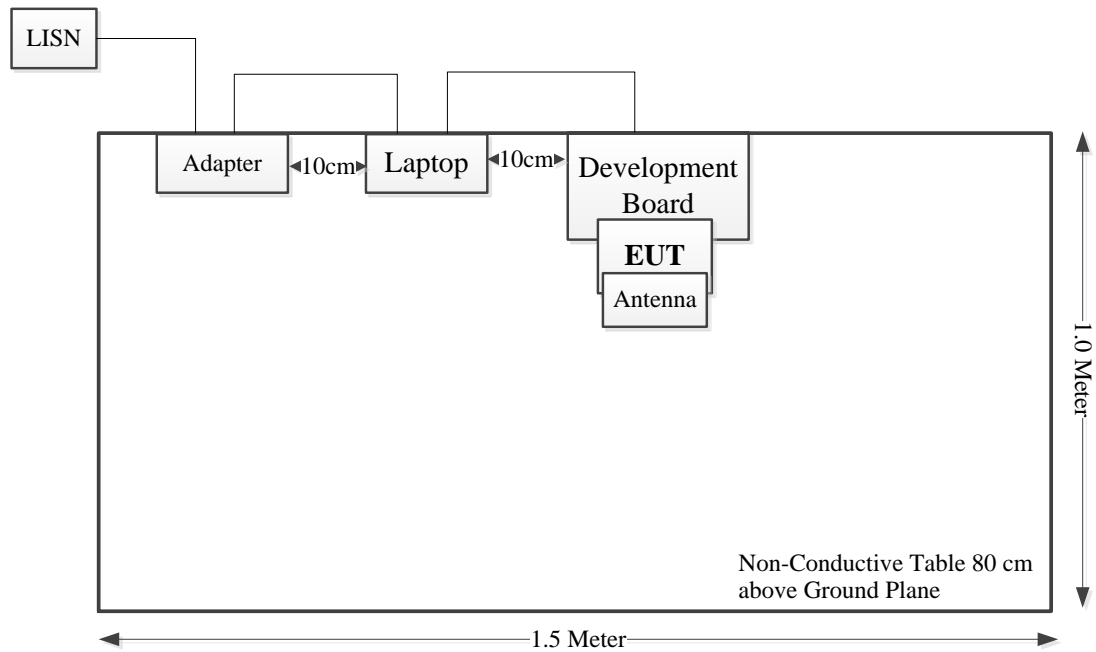 LISN
Adapter
10cm
Laptop
10cm
Development
Board
EUT
Antenna
1.0 Meter
Non-Conductive Table 80 cm
above Ground Plane
1.5 Meter